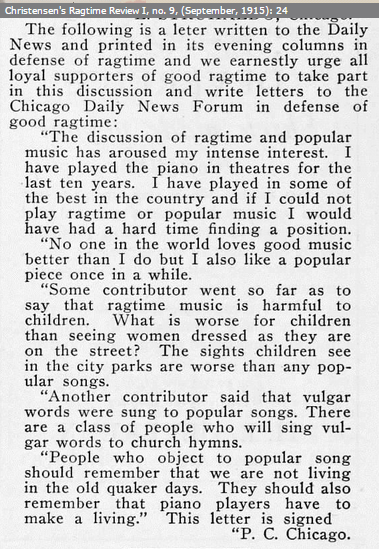 Christensen's Ragtime Review I, no. 9, (September, 1915): 24
Chicago.
The following is a leter written to the Daily
News and printed in its evening columns in
defense of ragtime and we earnestly urge all
loyal supporters of good ragtime to take part
in this discussion and write letters to the
Chicago Daily News Forum in defense of
good ragtime:
"The discussion of ragtime and popular
music has aroused my intense interest. I
have played the piano in theatres for the
last ten years. I have played in some of
the best in the country and if I could not
play ragtime or popular music I would
have had a hard time finding a position.
"No one in the world loves good music
better than I do but I also like a popular
piece once in a while.
"Some contributor went so far as to
say that ragtime music is harmful to
children. What is worse for children
than seeing women dressed as they are
on the street? The sights children see
in the city parks are worse than any pop-
ular songs.
"Another contributor said that vulgar
words were sung to popular songs. There
are a class of people who will sing vul-
gar words to church hymns.
"People who object to popular song
should remember that we are not living
in the old quaker days. They should also
remember that piano players have to
make a living." This letter is signed
"P. C. Chicago.